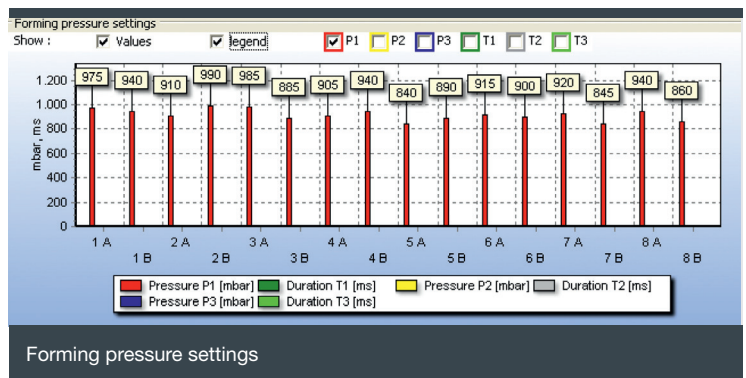 Forming pressure settings
Show : Values legend P1 P2 P3 T1 T2 T3
975 940 910 990 985 885 905 940 840 890 915 900 920 845 940 860
mbar, ms
1.200
1.000
800
600
400
200
0
1 A 2 A 3 A 4 A 5 A 6 A 7 A 8 A
1 B 2 B 3 B 4 B 5 B 6 B 7 B 8 B
Pressure P1 [mbar] Duration T1 [ms] Pressure P2 [mbar] Duration T2 [ms]
Pressure P3 [mbar] Duration T3 [ms]
Forming pressure settings